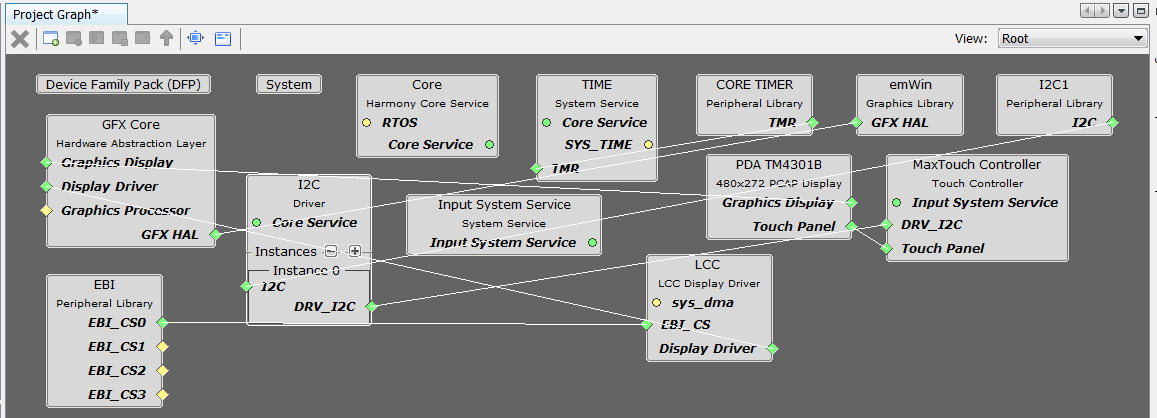 Project Graph*
View:
Root
Device Family Pack (DFP)
System
Core
Harmony Core Service
RTOS
Core Service
TIME
System Service
Core Service
SYS_TIME
TMR
CORE TIMER
Peripheral Library
TMR
emWin
Graphics Library
GFX HAL
I2C1
Peripheral Library
I2C
GFX Core
Hardware Abstraction Layer
Graphics Display
Display Driver
Graphics Processor
GFX HAL
I2C
Driver
Core Service
Instances
Instance 0
I2C
DRV_I2C
Input System Service
System Service
Input System Service
PDA TM4301B
480x272 PCAP Display
Graphics Display
Touch Panel
MaxTouch Controller
Touch Controller
Input System Service
DRV_I2C
Touch Panel
EBI
Peripheral Library
EBI_CS0
EBI_CS1
EBI_CS2
EBI_CS3
LCC
LCC Display Driver
sys_dma
EBI_CS
Display Driver